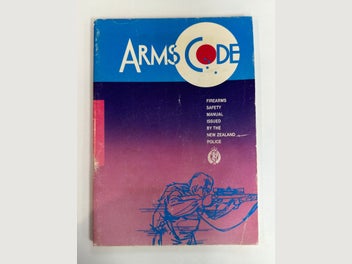 ARMS CODE
FIREARMS
SAFETY
MANUAL
ISSUED
BY THE
NEW ZEALAND
POLICE